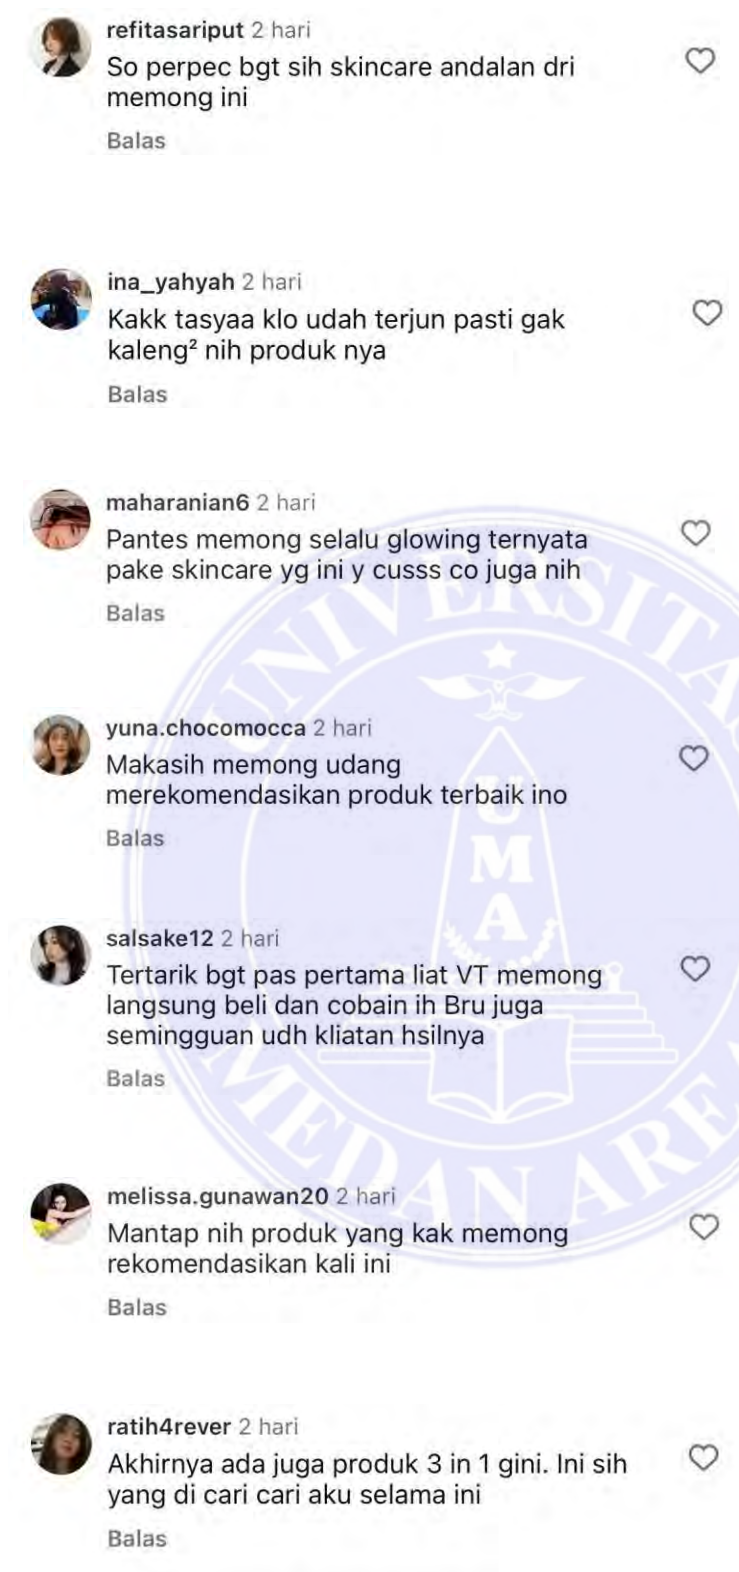 refitasariput 2 hari
So perpec bgt sih skincare andalan dri
memong ini
Balas
ina_yahyah 2 hari
Kakk tasyaa klo udah terjun pasti gak
kaleng² nih produk nya
Balas
maharanian6 2 hari
Pantes memong selalu glowing ternyata
pake skincare yg ini y cusss co juga nih
Balas
yuna.chocomocca 2 hari
Makasih memong udang
merekomendasikan produk terbaik ino
Balas
salsake12 2 hari
Tertarik bgt pas pertama liat VT memong
langsung beli dan cobain ih Bru juga
semingguan udh kliatan hsilnya
Balas
melissa.gunawan20 2 hari
Mantap nih produk yang kak memong
rekomendasikan kali ini
Balas
ratih4rever 2 hari
Akhirnya ada juga produk 3 in 1 gini. Ini sih
yang di cari cari aku selama ini
Balas
UNIVERSITAS
UMA
MEDAN AREA